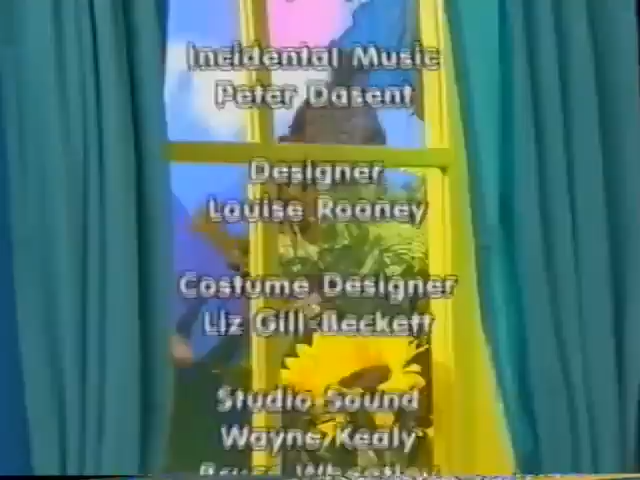 Incidental Music
Peter Dasent
Designer
Louise Rooney
Costume Designer
Liz Gill-Beckett
Studio Sound
Wayne Kealy